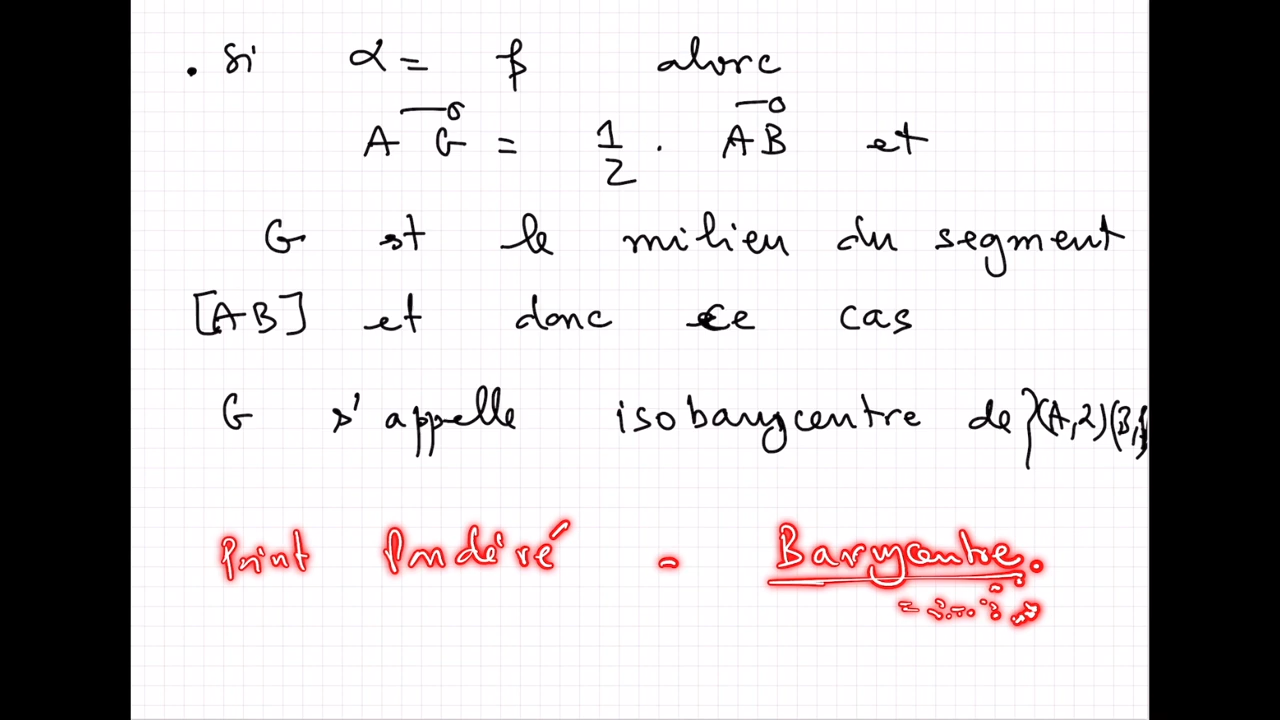 . Si α = β alors
AG = 1/2 . AB et
G est le milieu du segment
[AB] et donc ce cas
G s'appelle isobarycentre de {(A,2)(B,
Point Pondéré - Barycentre.